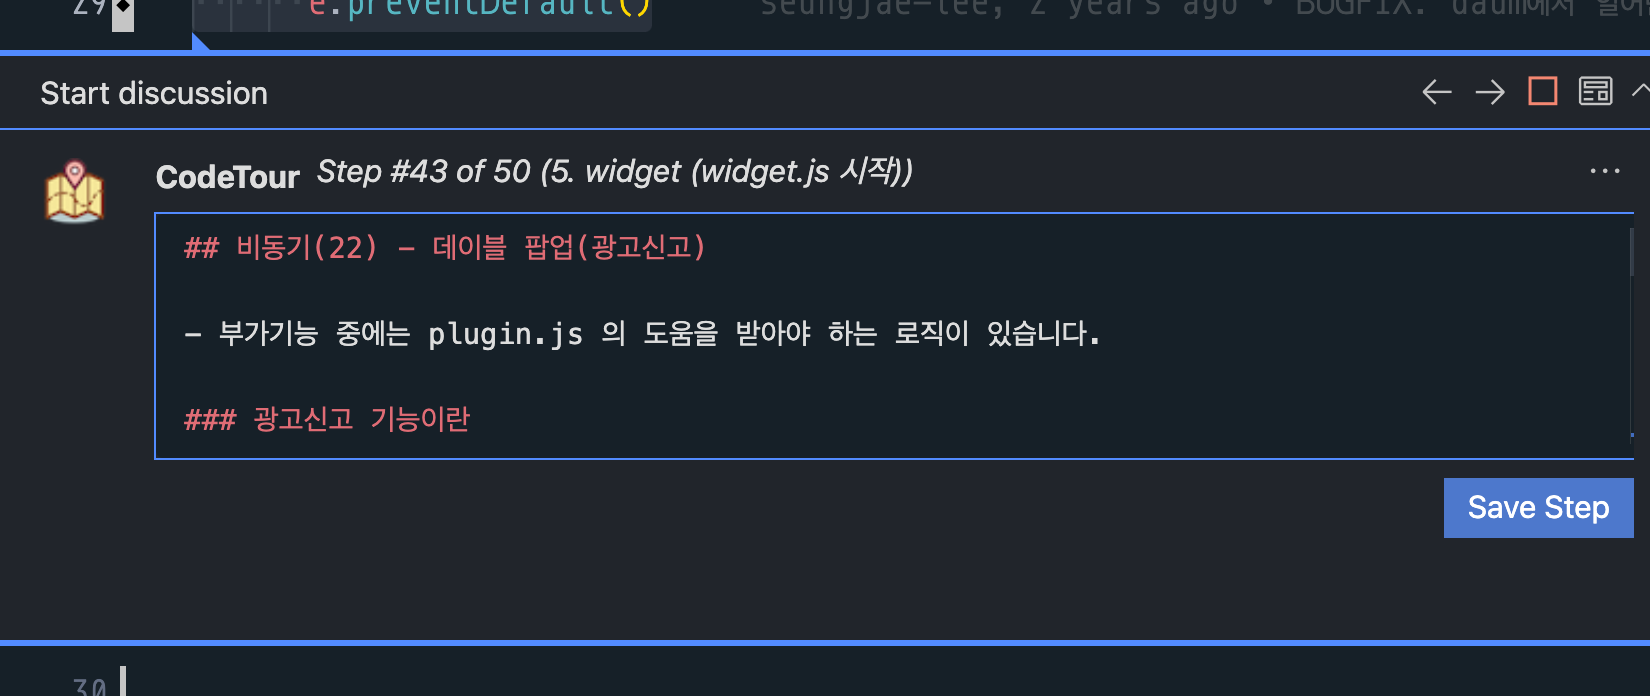 29 e.preventDefault() seungjae-lee, 2 years ago • BUGFIX: daum에서
Start discussion
CodeTour Step #43 of 50 (5. widget (widget.js 시작))
## 비동기(22) - 데이블 팝업(광고신고)
- 부가기능 중에는 plugin.js 의 도움을 받아야 하는 로직이 있습니다.
### 광고신고 기능이란
Save Step
30